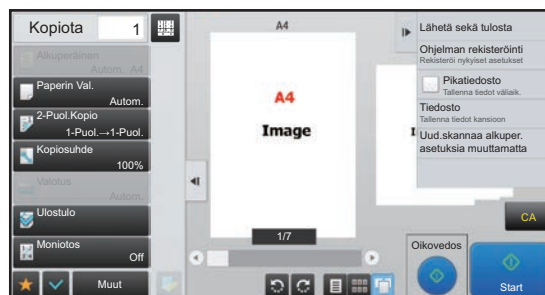 Kopiota 1
Alkuperäinen
Autom. A4
Paperin Val.
Autom.
2-Puol.Kopio
1-Puol.→1-Puol.
Kopiosuhde
100%
Valotus
Autom.
Ulostulo
Moniotos
Off
Muut
A4
A4
Image
I
1/7
Lähetä sekä tulosta
Ohjelman rekisteröinti
Rekisteröi nykyiset asetukset
Pikatiedosto
Tallenna tiedot väliaik.
Tiedosto
Tallenna tiedot kansioon
Uud.skannaa alkuper.
asetuksia muuttamatta
CA
Oikovedos
Start